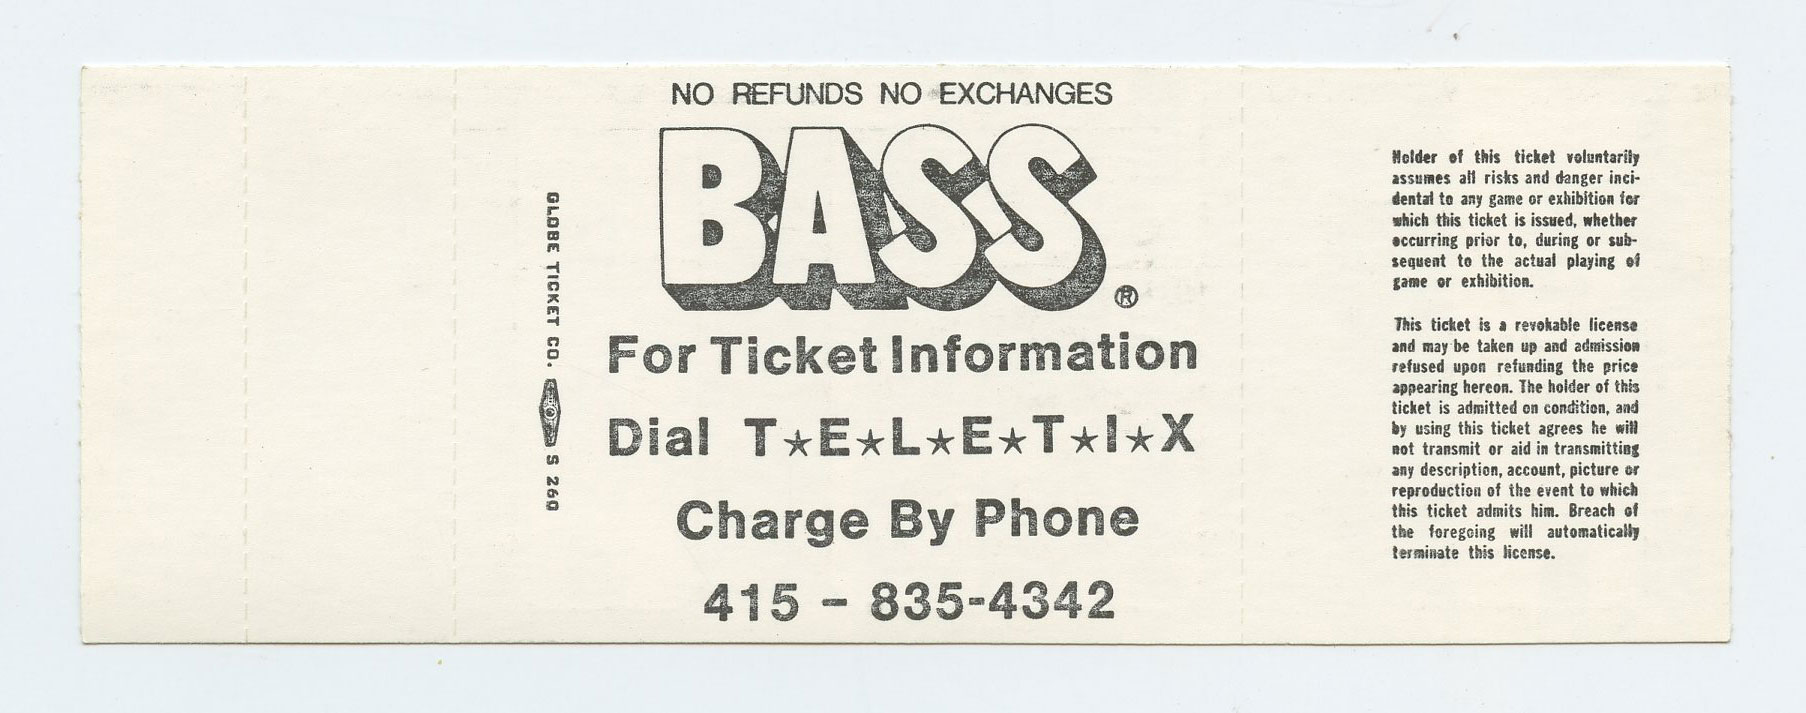 NO REFUNDS NO EXCHANGES
BASS®
For Ticket Information
Dial T★E★L★E★T★I★X
Charge By Phone
415 - 835-4342
GLOBE TICKET CO. S 260
Holder of this ticket voluntarily
assumes all risks and danger inci-
dental to any game or exhibition for
which this ticket is issued, whether
occurring prior to, during or sub-
sequent to the actual playing of
game or exhibition.
This ticket is a revokable license
and may be taken up and admission
refused upon refunding the price
appearing hereon. The holder of this
ticket is admitted on condition, and
by using this ticket agrees he will
not transmit or aid in transmitting
any description, account, picture or
reproduction of the event to which
this ticket admits him. Breach of
the foregoing will automatically
terminate this license.